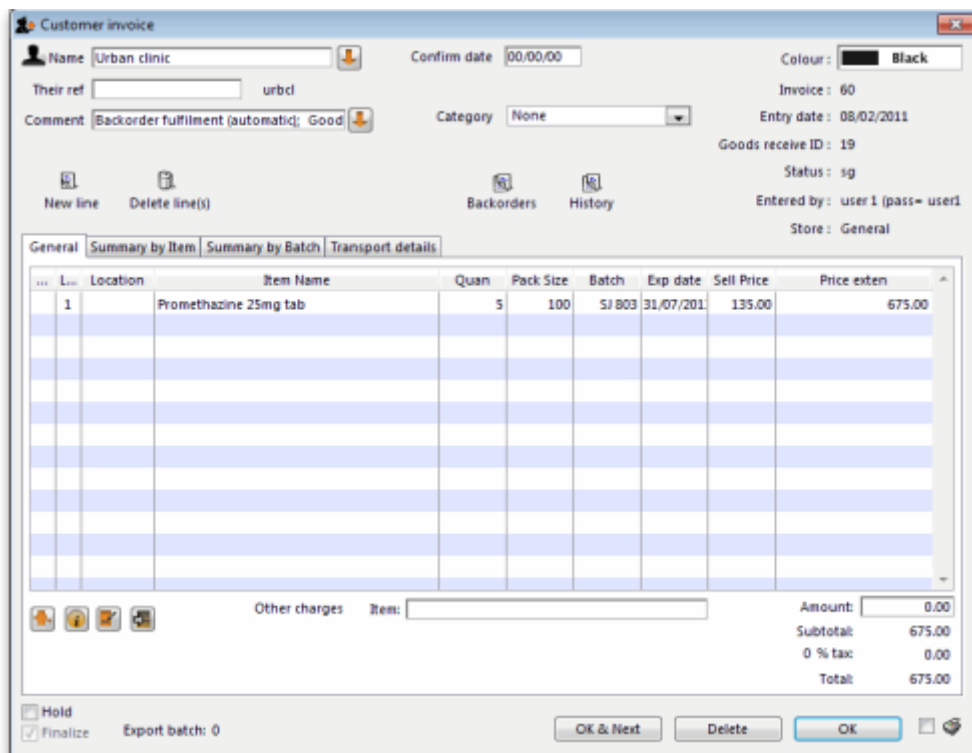 Customer invoice
Name Urban clinic Confirm date 00/00/00 Colour: Black
Their ref urbcl Invoice: 60
Comment Backorder fulfilment (automatic); Good Category None Entry date: 08/02/2011
Goods receive ID: 19
Status: sg
New line Delete line(s) Backorders History Entered by: user 1 (pass= user1
Store: General
General Summary by Item Summary by Batch Transport details
... L... Location Item Name Quan Pack Size Batch Exp date Sell Price Price exten
1 Promethazine 25mg tab 5 100 SJ B03 31/07/201 135.00 675.00
Other charges Item: Amount: 0.00
Subtotal: 675.00
0 % tax: 0.00
Total: 675.00
Hold
Finalize Export batch: 0 OK & Next Delete OK